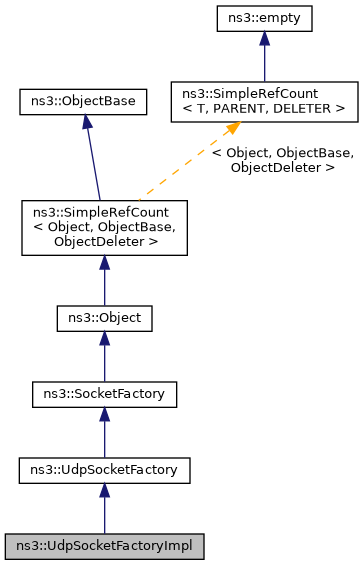 ns3::empty
ns3::ObjectBase
ns3::SimpleRefCount
< T, PARENT, DELETER >
< Object, ObjectBase,
ObjectDeleter >
ns3::SimpleRefCount
< Object, ObjectBase,
ObjectDeleter >
ns3::Object
ns3::SocketFactory
ns3::UdpSocketFactory
ns3::UdpSocketFactoryImpl